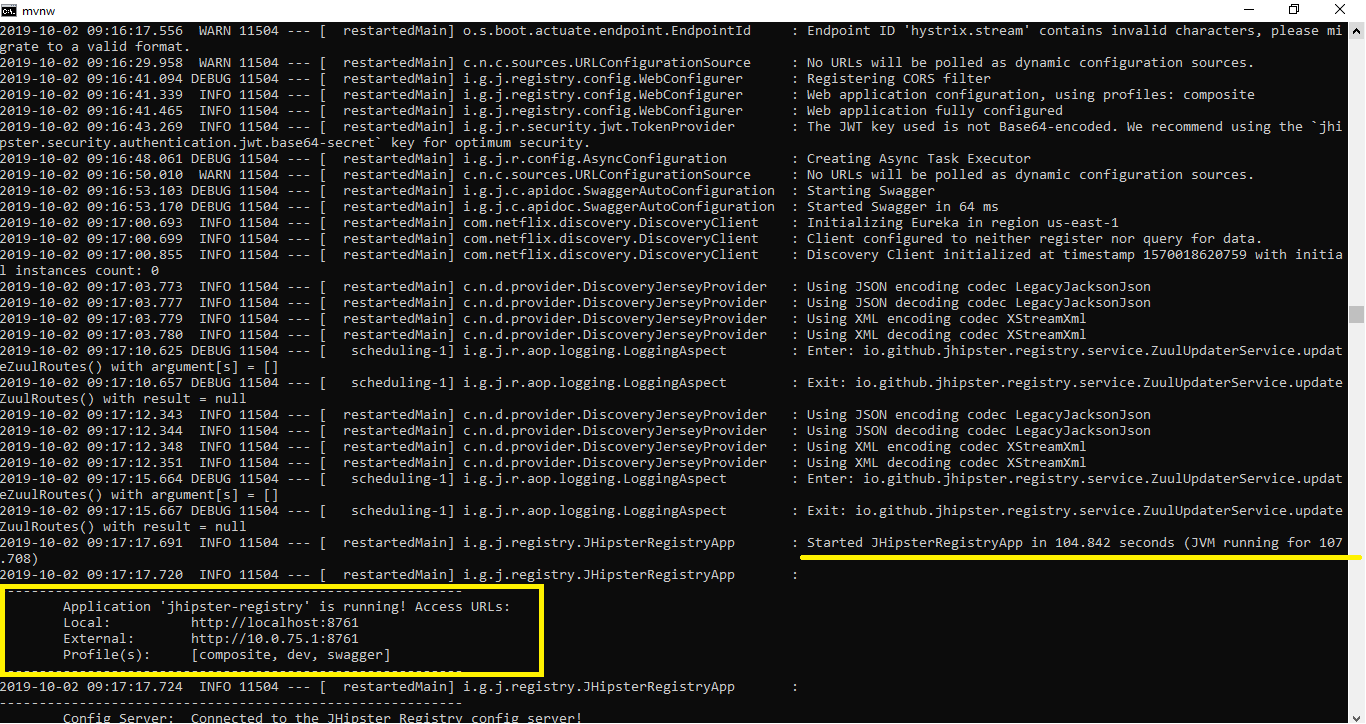 mvnw
2019-10-02 09:16:17.556  WARN 11504 --- [  restartedMain] o.s.boot.actuate.endpoint.EndpointId     : Endpoint ID 'hystrix.stream' contains invalid characters, please mi
grate to a valid format.
2019-10-02 09:16:29.958  WARN 11504 --- [  restartedMain] c.n.c.sources.URLConfigurationSource     : No URLs will be polled as dynamic configuration sources.
2019-10-02 09:16:41.094 DEBUG 11504 --- [  restartedMain] i.g.j.registry.config.WebConfigurer      : Registering CORS filter
2019-10-02 09:16:41.339  INFO 11504 --- [  restartedMain] i.g.j.registry.config.WebConfigurer      : Web application configuration, using profiles: composite
2019-10-02 09:16:41.465  INFO 11504 --- [  restartedMain] i.g.j.registry.config.WebConfigurer      : Web application fully configured
2019-10-02 09:16:43.269  INFO 11504 --- [  restartedMain] i.g.j.r.security.jwt.TokenProvider       : The JWT key used is not Base64-encoded. We recommend using the `jhi
pster.security.authentication.jwt.base64-secret` key for optimum security.
2019-10-02 09:16:48.061 DEBUG 11504 --- [  restartedMain] i.g.j.r.config.AsyncConfiguration        : Creating Async Task Executor
2019-10-02 09:16:50.010  WARN 11504 --- [  restartedMain] c.n.c.sources.URLConfigurationSource     : No URLs will be polled as dynamic configuration sources.
2019-10-02 09:16:53.103 DEBUG 11504 --- [  restartedMain] i.g.j.c.apidoc.SwaggerAutoConfiguration  : Starting Swagger
2019-10-02 09:16:53.170 DEBUG 11504 --- [  restartedMain] i.g.j.c.apidoc.SwaggerAutoConfiguration  : Started Swagger in 64 ms
2019-10-02 09:17:00.693  INFO 11504 --- [  restartedMain] com.netflix.discovery.DiscoveryClient    : Initializing Eureka in region us-east-1
2019-10-02 09:17:00.699  INFO 11504 --- [  restartedMain] com.netflix.discovery.DiscoveryClient    : Client configured to neither register nor query for data.
2019-10-02 09:17:00.855  INFO 11504 --- [  restartedMain] com.netflix.discovery.DiscoveryClient    : Discovery Client initialized at timestamp 1570018620759 with initia
l instances count: 0
2019-10-02 09:17:03.773  INFO 11504 --- [  restartedMain] c.n.d.provider.DiscoveryJerseyProvider   : Using JSON encoding codec LegacyJacksonJson
2019-10-02 09:17:03.777  INFO 11504 --- [  restartedMain] c.n.d.provider.DiscoveryJerseyProvider   : Using JSON decoding codec LegacyJacksonJson
2019-10-02 09:17:03.779  INFO 11504 --- [  restartedMain] c.n.d.provider.DiscoveryJerseyProvider   : Using XML encoding codec XStreamXml
2019-10-02 09:17:03.780  INFO 11504 --- [  restartedMain] c.n.d.provider.DiscoveryJerseyProvider   : Using XML decoding codec XStreamXml
2019-10-02 09:17:10.625 DEBUG 11504 --- [   scheduling-1] i.g.j.r.aop.logging.LoggingAspect        : Enter: io.github.jhipster.registry.service.ZuulUpdaterService.updat
eZuulRoutes() with argument[s] = []
2019-10-02 09:17:10.657 DEBUG 11504 --- [   scheduling-1] i.g.j.r.aop.logging.LoggingAspect        : Exit: io.github.jhipster.registry.service.ZuulUpdaterService.update
ZuulRoutes() with result = null
2019-10-02 09:17:12.343  INFO 11504 --- [  restartedMain] c.n.d.provider.DiscoveryJerseyProvider   : Using JSON encoding codec LegacyJacksonJson
2019-10-02 09:17:12.344  INFO 11504 --- [  restartedMain] c.n.d.provider.DiscoveryJerseyProvider   : Using JSON decoding codec LegacyJacksonJson
2019-10-02 09:17:12.348  INFO 11504 --- [  restartedMain] c.n.d.provider.DiscoveryJerseyProvider   : Using XML encoding codec XStreamXml
2019-10-02 09:17:12.351  INFO 11504 --- [  restartedMain] c.n.d.provider.DiscoveryJerseyProvider   : Using XML decoding codec XStreamXml
2019-10-02 09:17:15.664 DEBUG 11504 --- [   scheduling-1] i.g.j.r.aop.logging.LoggingAspect        : Enter: io.github.jhipster.registry.service.ZuulUpdaterService.updat
eZuulRoutes() with argument[s] = []
2019-10-02 09:17:15.667 DEBUG 11504 --- [   scheduling-1] i.g.j.r.aop.logging.LoggingAspect        : Exit: io.github.jhipster.registry.service.ZuulUpdaterService.update
ZuulRoutes() with result = null
2019-10-02 09:17:17.691  INFO 11504 --- [  restartedMain] i.g.j.registry.JHipsterRegistryApp       : Started JHipsterRegistryApp in 104.842 seconds (JVM running for 107
.708)
2019-10-02 09:17:17.720  INFO 11504 --- [  restartedMain] i.g.j.registry.JHipsterRegistryApp       :
----------------------------------------------------------
        Application 'jhipster-registry' is running! Access URLs:
        Local:          http://localhost:8761
        External:       http://10.0.75.1:8761
        Profile(s):     [composite, dev, swagger]
----------------------------------------------------------
2019-10-02 09:17:17.724  INFO 11504 --- [  restartedMain] i.g.j.registry.JHipsterRegistryApp       :
----------------------------------------------------------
        Config Server:  Connected to the JHipster Registry config server!